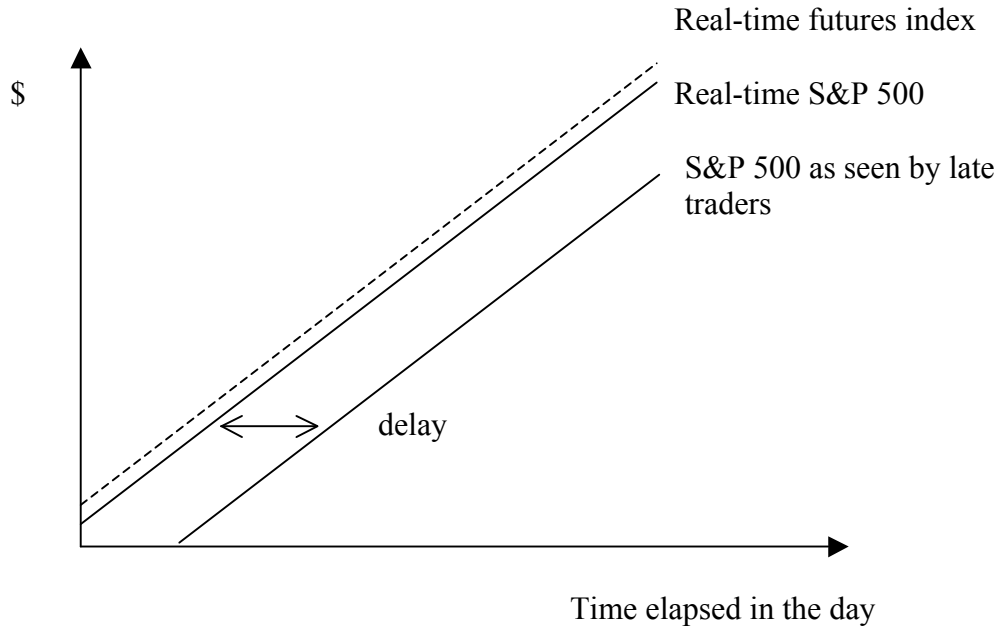 Real-time futures index
$
Real-time S&P 500
S&P 500 as seen by late
traders
delay
Time elapsed in the day